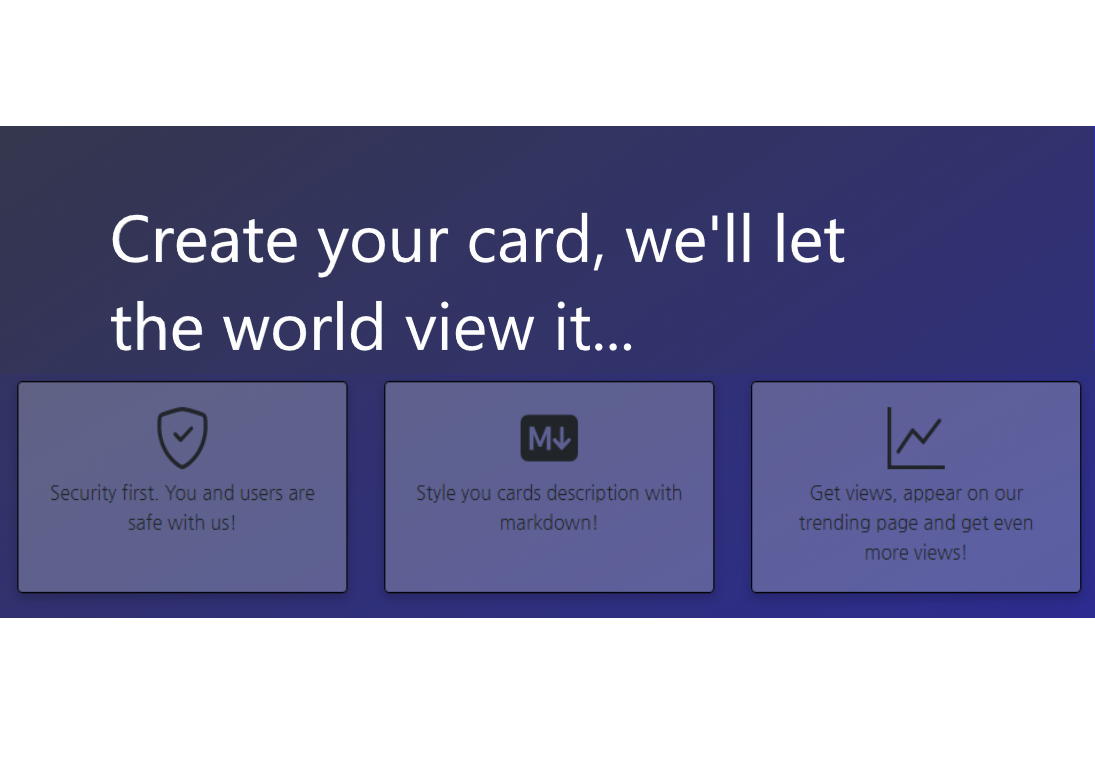 Create your card, we'll let
the world view it...
M
Security first. You and users are
safe with us!
Style you cards description with
markdown!
Get views, appear on our
trending page and get even
more views!